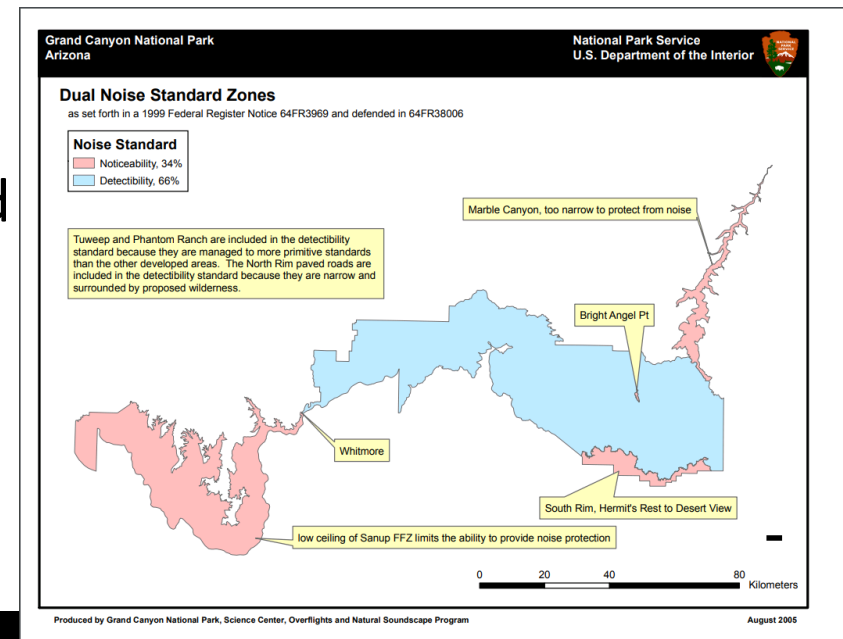 Grand Canyon National Park
Arizona
National Park Service
U.S. Department of the Interior
Dual Noise Standard Zones
as set forth in a 1999 Federal Register Notice 64FR3969 and defended in 64FR38006
Noise Standard
Noticeability, 34%
Detectibility, 66%
Marble Canyon, too narrow to protect from noise
Tuweep and Phantom Ranch are included in the detectibility
standard because they are managed to more primitive standards
than the other developed areas. The North Rim paved roads are
included in the detectibility standard because they are narrow and
surrounded by proposed wilderness.
Bright Angel Pt
Whitmore
South Rim, Hermit's Rest to Desert View
low ceiling of Sanup FFZ limits the ability to provide noise protection
0 20 40 80
Kilometers
Produced by Grand Canyon National Park, Science Center, Overflights and Natural Soundscape Program
August 2005